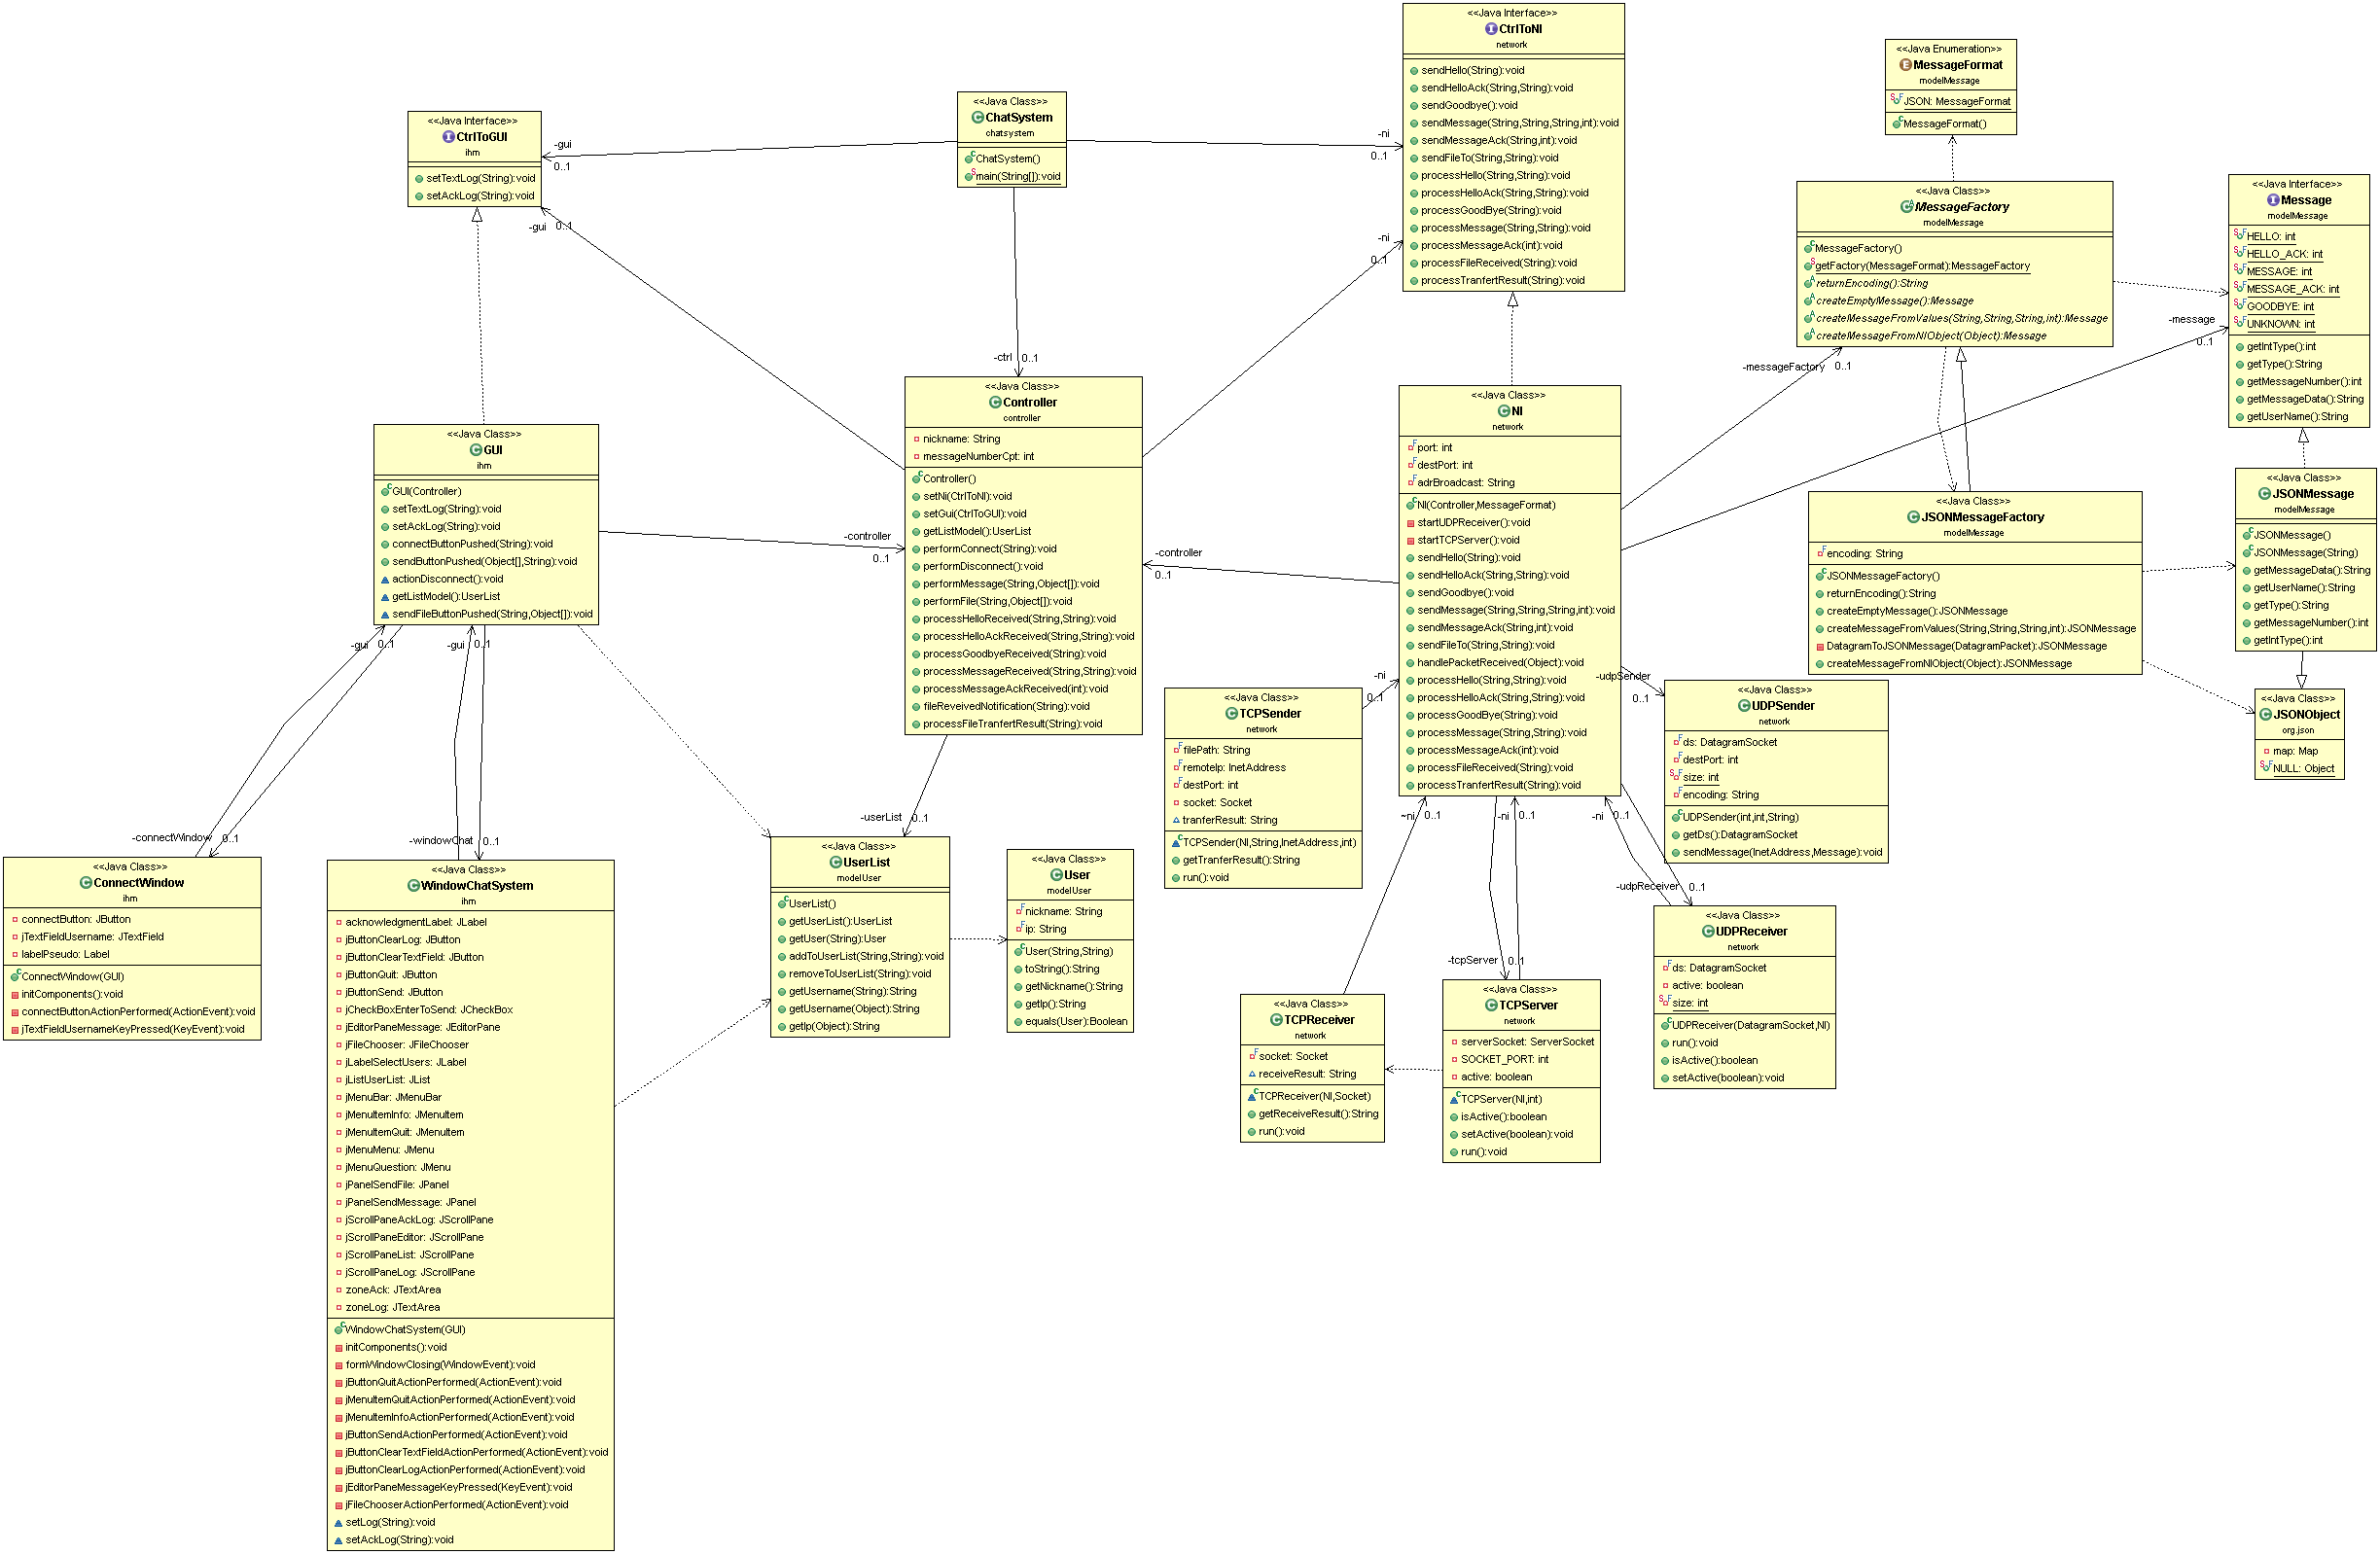 <<Java Interface>>
CtrlToNI
network
sendHello(String):void
sendHelloAck(String,String):void
sendGoodbye():void
sendMessage(String,String,String,int):void
sendMessageAck(String,int):void
sendFileTo(String,String):void
processHello(String,String):void
processHelloAck(String,String):void
processGoodBye(String):void
processMessage(String,String):void
processMessageAck(int):void
processFileReceived(String):void
processTranfertResult(String):void
<<Java Enumeration>>
MessageFormat
modelMessage
JSON: MessageFormat
MessageFormat()
<<Java Class>>
ChatSystem
chatsystem
ChatSystem()
main(String[]):void
<<Java Interface>>
CtrlToGUI
ihm
setTextLog(String):void
setAckLog(String):void
-gui
0..1
-ni
0..1
-gui
0..1
-ni
0..1
-ctrl
0..1
<<Java Class>>
MessageFactory
modelMessage
MessageFactory()
getFactory(MessageFormat):MessageFactory
returnEncoding():String
createEmptyMessage():Message
createMessageFromValues(String,String,String,int):Message
createMessageFromNIObject(Object):Message
<<Java Interface>>
Message
modelMessage
HELLO: int
HELLO_ACK: int
MESSAGE: int
MESSAGE_ACK: int
GOODBYE: int
UNKNOWN: int
getIntType():int
getType():String
getMessageNumber():int
getMessageData():String
getUserName():String
-message
0..1
-messageFactory
0..1
<<Java Class>>
Controller
controller
nickname: String
messageNumberCpt: int
Controller()
setNi(CtrlToNI):void
setGui(CtrlToGUI):void
getListModel():UserList
performConnect(String):void
performDisconnect():void
performMessage(String,Object[]):void
performFile(String,Object[]):void
processHelloReceived(String,String):void
processHelloAckReceived(String,String):void
processGoodbyeReceived(String):void
processMessageReceived(String,String):void
processMessageAckReceived(int):void
fileReveivedNotification(String):void
processFileTranfertResult(String):void
<<Java Class>>
NI
network
port: int
destPort: int
adrBroadcast: String
NI(Controller,MessageFormat)
startUDPReceiver():void
startTCPServer():void
sendHello(String):void
sendHelloAck(String,String):void
sendGoodbye():void
sendMessage(String,String,String,int):void
sendMessageAck(String,int):void
sendFileTo(String,String):void
handlePacketReceived(Object):void
processHello(String,String):void
processHelloAck(String,String):void
processGoodBye(String):void
processMessage(String,String):void
processMessageAck(int):void
processFileReceived(String):void
processTranfertResult(String):void
<<Java Class>>
GUI
ihm
GUI(Controller)
setTextLog(String):void
setAckLog(String):void
connectButtonPushed(String):void
sendButtonPushed(Object[],String):void
actionDisconnect():void
getListModel():UserList
sendFileButtonPushed(String,Object[]):void
-controller
0..1
-controller
0..1
<<Java Class>>
JSONMessageFactory
modelMessage
encoding: String
JSONMessageFactory()
returnEncoding():String
createEmptyMessage():JSONMessage
createMessageFromValues(String,String,String,int):JSONMessage
DatagramToJSONMessage(DatagramPacket):JSONMessage
createMessageFromNIObject(Object):JSONMessage
<<Java Class>>
JSONMessage
modelMessage
JSONMessage()
JSONMessage(String)
getMessageData():String
getUserName():String
getType():String
getMessageNumber():int
getIntType():int
<<Java Class>>
JSONObject
org.json
map: Map
NULL: Object
-gui
0..1
-gui
0..1
-ni
0..1
-udpSender
0..1
<<Java Class>>
TCPSender
network
filePath: String
remoteIp: InetAddress
destPort: int
socket: Socket
tranferResult: String
TCPSender(NI,String,InetAddress,int)
getTranferResult():String
run():void
<<Java Class>>
UDPSender
network
ds: DatagramSocket
destPort: int
size: int
encoding: String
UDPSender(int,int,String)
getDs():DatagramSocket
sendMessage(InetAddress,Message):void
~ni
0..1
-ni
0..1
-ni
0..1
-udpReceiver
0..1
-connectWindow
0..1
-windowChat
0..1
-userList
0..1
<<Java Class>>
ConnectWindow
ihm
connectButton: JButton
jTextFieldUsername: JTextField
labelPseudo: Label
ConnectWindow(GUI)
initComponents():void
connectButtonActionPerformed(ActionEvent):void
jTextFieldUsernameKeyPressed(KeyEvent):void
<<Java Class>>
WindowChatSystem
ihm
acknowledgmentLabel: JLabel
jButtonClearLog: JButton
jButtonClearTextField: JButton
jButtonQuit: JButton
jButtonSend: JButton
jCheckBoxEnterToSend: JCheckBox
jEditorPaneMessage: JEditorPane
jFileChooser: JFileChooser
jLabelSelectUsers: JLabel
jListUserList: JList
jMenuBar: JMenuBar
jMenuItemInfo: JMenuItem
jMenuItemQuit: JMenuItem
jMenuMenu: JMenu
jMenuQuestion: JMenu
jPanelSendFile: JPanel
jPanelSendMessage: JPanel
jScrollPaneAckLog: JScrollPane
jScrollPaneEditor: JScrollPane
jScrollPaneList: JScrollPane
jScrollPaneLog: JScrollPane
zoneAck: JTextArea
zoneLog: JTextArea
WindowChatSystem(GUI)
initComponents():void
formWindowClosing(WindowEvent):void
jButtonQuitActionPerformed(ActionEvent):void
jMenuItemQuitActionPerformed(ActionEvent):void
jMenuItemInfoActionPerformed(ActionEvent):void
jButtonSendActionPerformed(ActionEvent):void
jButtonClearTextFieldActionPerformed(ActionEvent):void
jButtonClearLogActionPerformed(ActionEvent):void
jEditorPaneMessageKeyPressed(KeyEvent):void
jFileChooserActionPerformed(ActionEvent):void
setLog(String):void
setAckLog(String):void
<<Java Class>>
UserList
modelUser
UserList()
getUserList():UserList
getUser(String):User
addToUserList(String,String):void
removeToUserList(String):void
getUsername(String):String
getUsername(Object):String
getIp(Object):String
<<Java Class>>
User
modelUser
nickname: String
ip: String
User(String,String)
toString():String
getNickname():String
getIp():String
equals(User):Boolean
-tcpServer
0..1
<<Java Class>>
TCPReceiver
network
socket: Socket
receiveResult: String
TCPReceiver(NI,Socket)
getReceiveResult():String
run():void
<<Java Class>>
TCPServer
network
serverSocket: ServerSocket
SOCKET_PORT: int
active: boolean
TCPServer(NI,int)
isActive():boolean
setActive(boolean):void
run():void
<<Java Class>>
UDPReceiver
network
ds: DatagramSocket
active: boolean
size: int
UDPReceiver(DatagramSocket,NI)
run():void
isActive():boolean
setActive(boolean):void